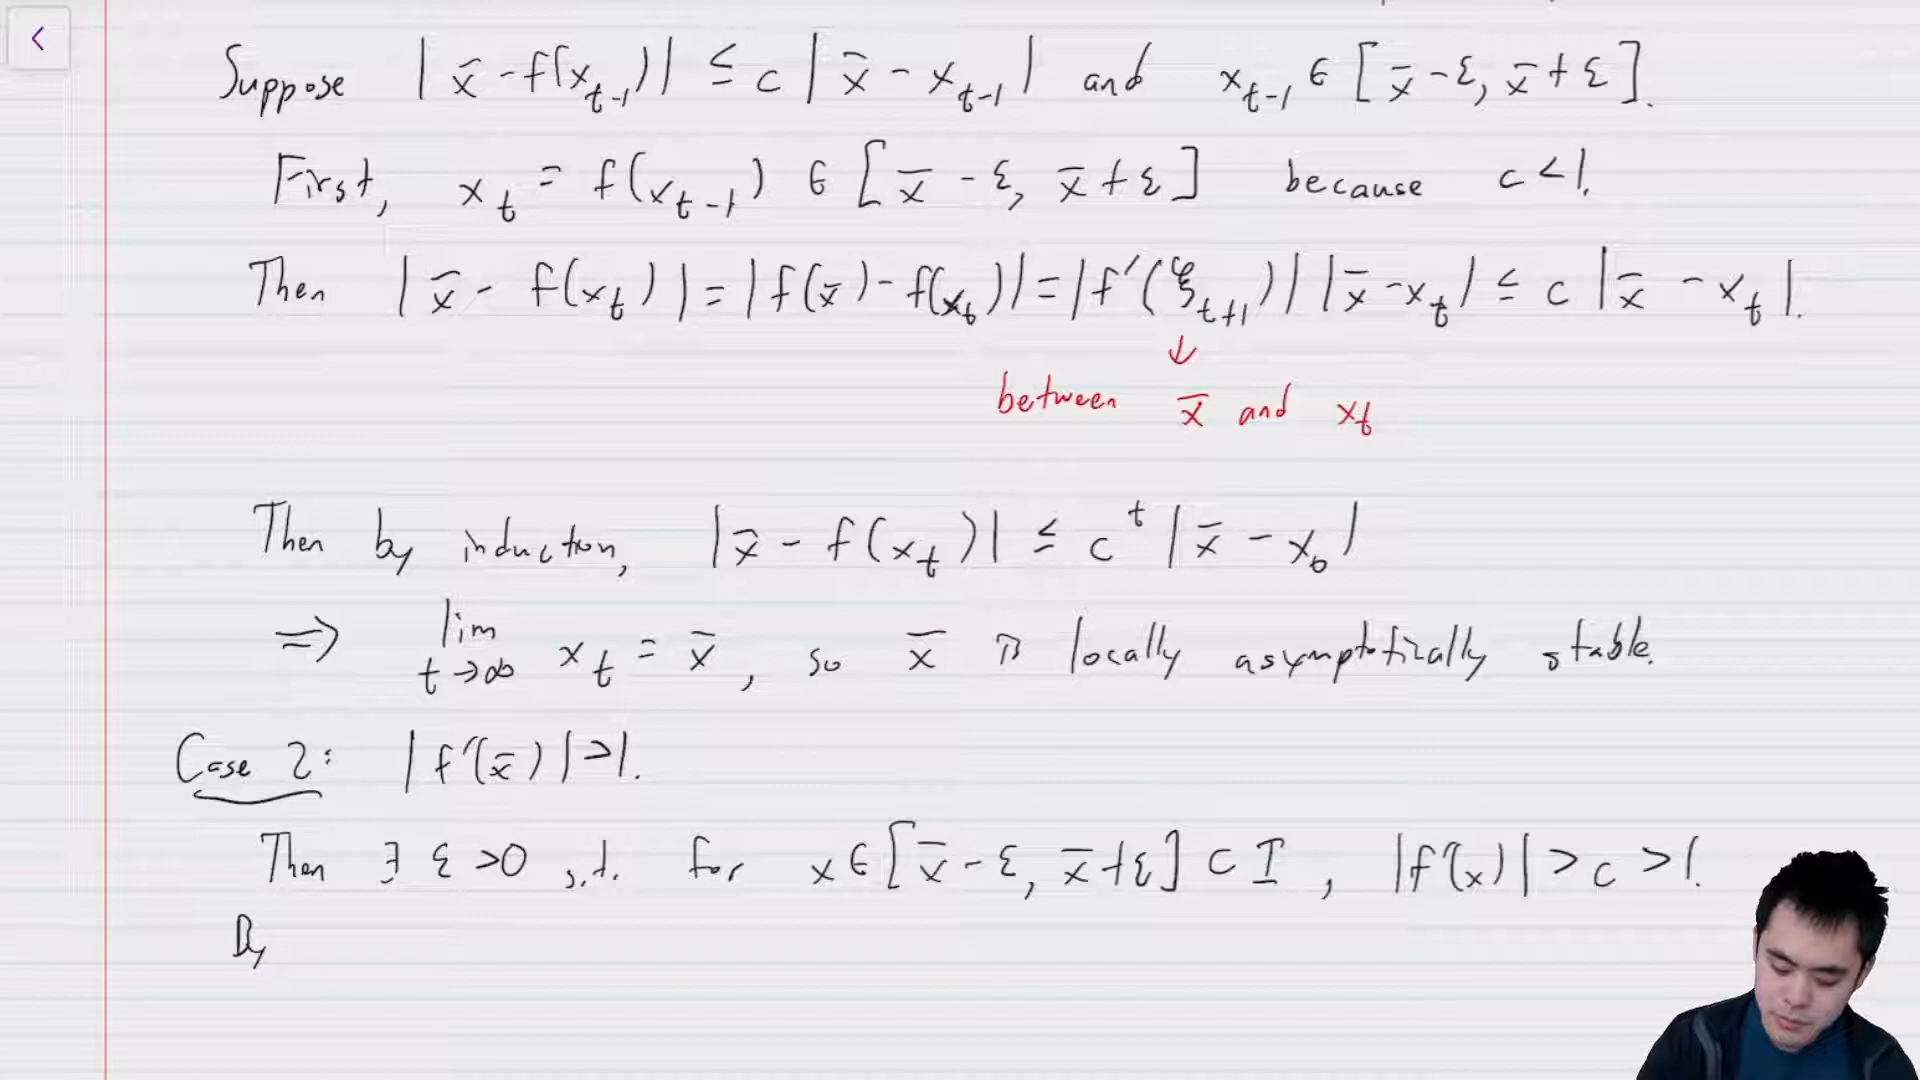 Suppose |x̄ - f(x_{t-1})| ≤ c |x̄ - x_{t-1}| and x_{t-1} ∈ [x̄ - ε, x̄ + ε].
First, x_t = f(x_{t-1}) ∈ [x̄ - ε, x̄ + ε] because c < 1.
Then |x̄ - f(x_t)| = |f(x̄) - f(x_t)| = |f'(ξ_{t+1})| |x̄ - x_t| ≤ c |x̄ - x_t|.
↓
between x̄ and x_t
Then by induction, |x̄ - f(x_t)| ≤ c^t |x̄ - x_0|
⇒ lim_{t→∞} x_t = x̄, so x̄ is locally asymptotically stable.
Case 2: |f'(x̄)| > 1.
Then ∃ ε > 0 s.t. for x ∈ [x̄ - ε, x̄ + ε] ⊂ I, |f'(x)| > c > 1.
By